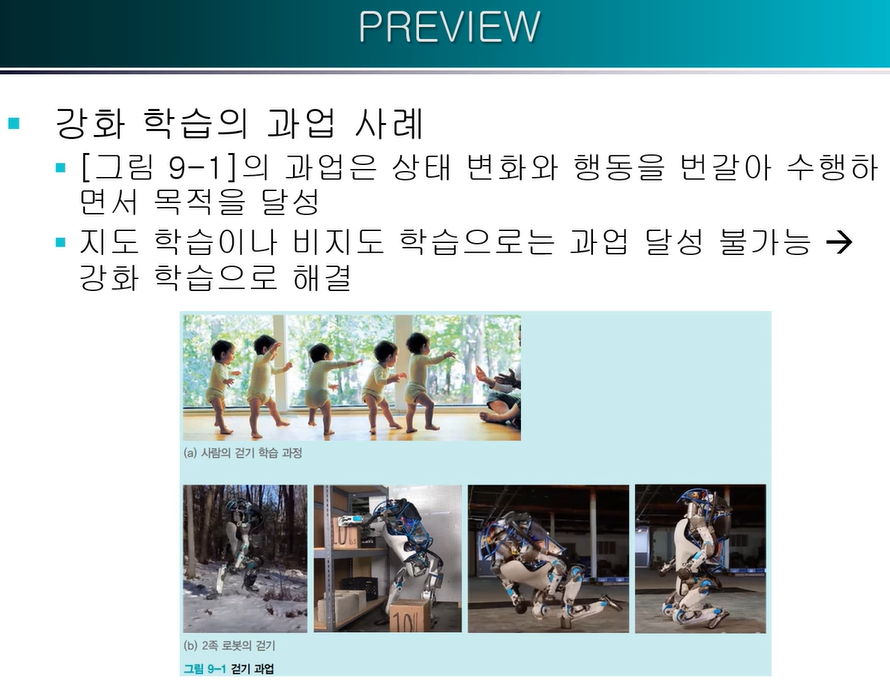 PREVIEW
강화 학습의 과업 사례
[그림 9-1]의 과업은 상태 변화와 행동을 번갈아 수행하
면서 목적을 달성
지도 학습이나 비지도 학습으로는 과업 달성 불가능 →
강화 학습으로 해결
(a) 사람의 걷기 학습 과정
(b) 2족 로봇의 걷기
그림 9-1 걷기 과업